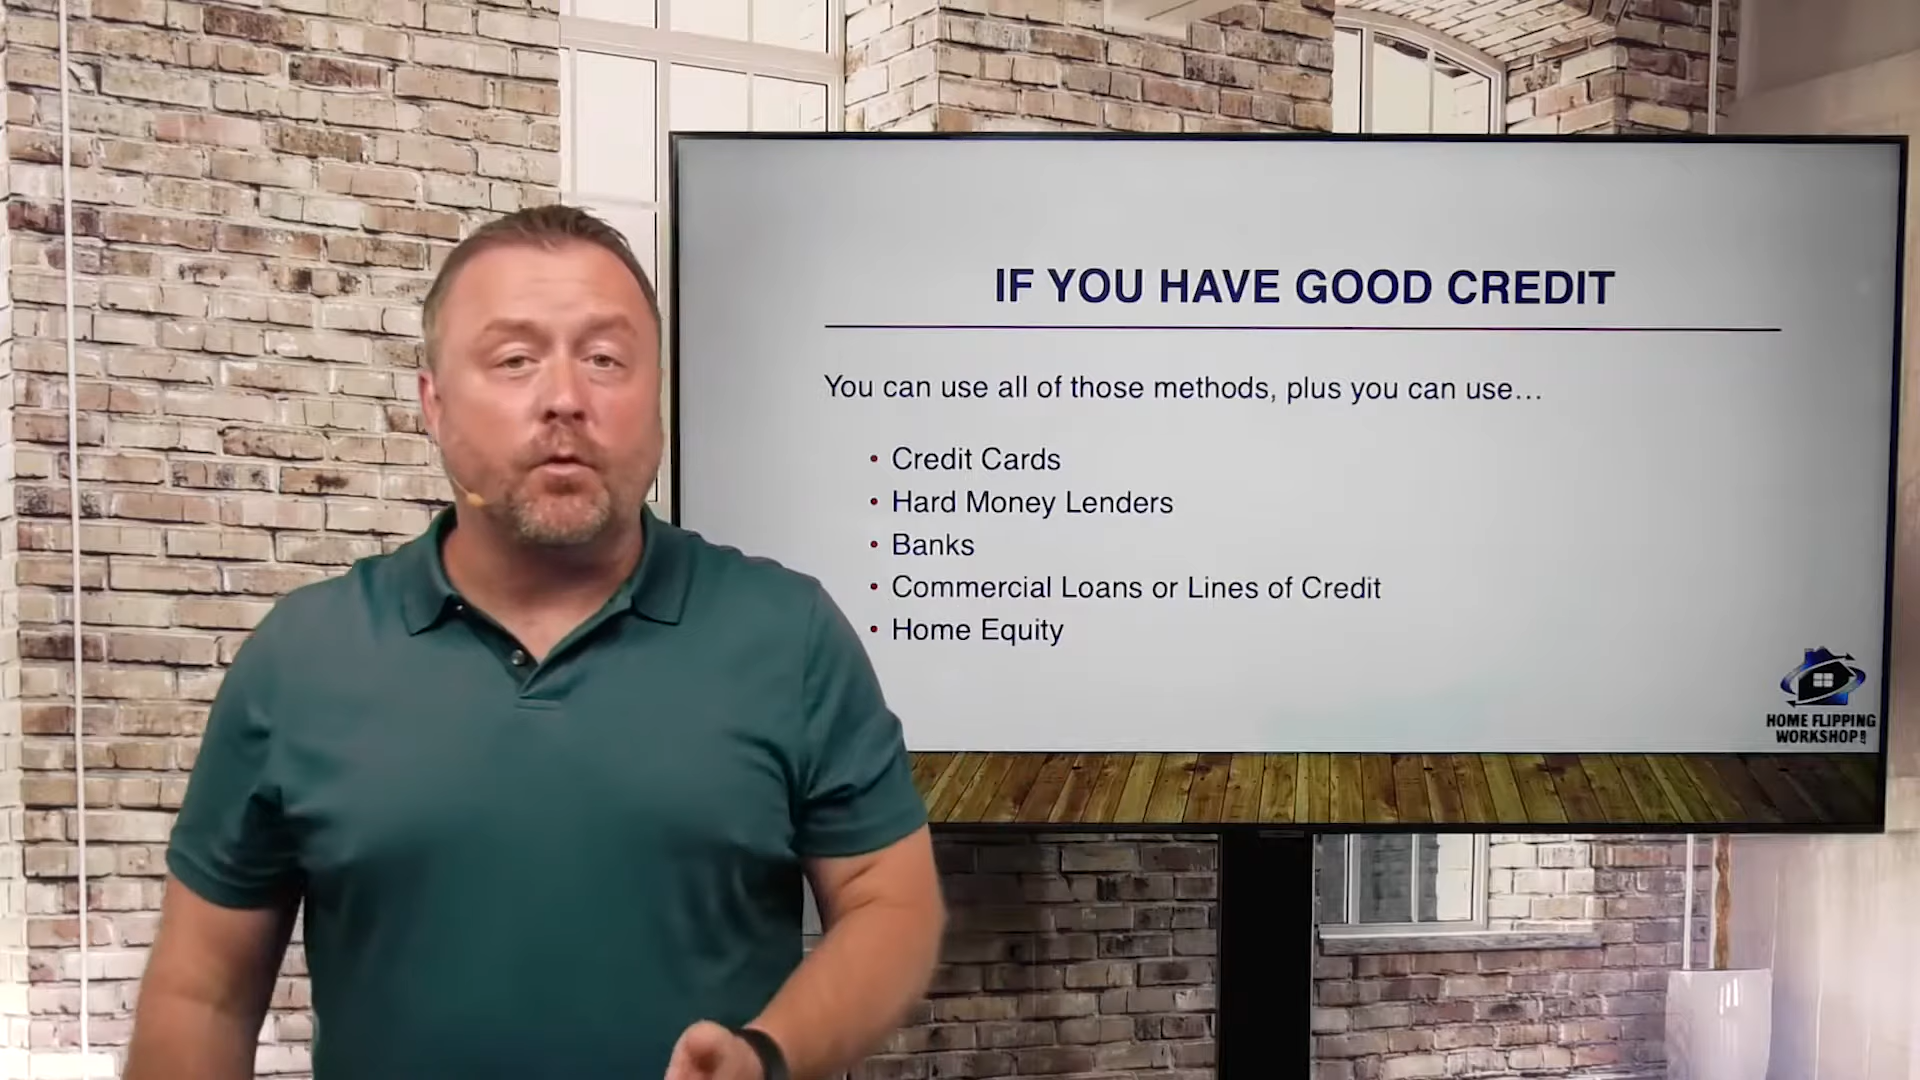 IF YOU HAVE GOOD CREDIT
You can use all of those methods, plus you can use...
• Credit Cards
• Hard Money Lenders
• Banks
• Commercial Loans or Lines of Credit
• Home Equity
HOME FLIPPING
WORKSHOP